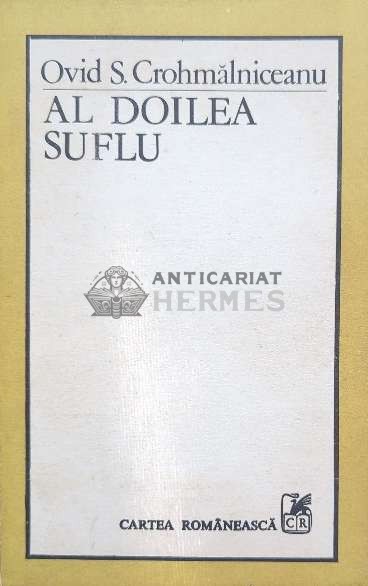 Ovid S. Crohmălniceanu
AL DOILEA
SUFLU
ANTICARIAT
HERMES
CARTEA ROMÂNEASCĂ
CR